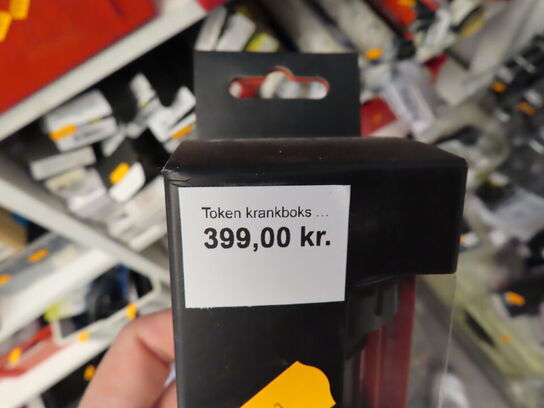 Token krankboks ...
399,00 kr.